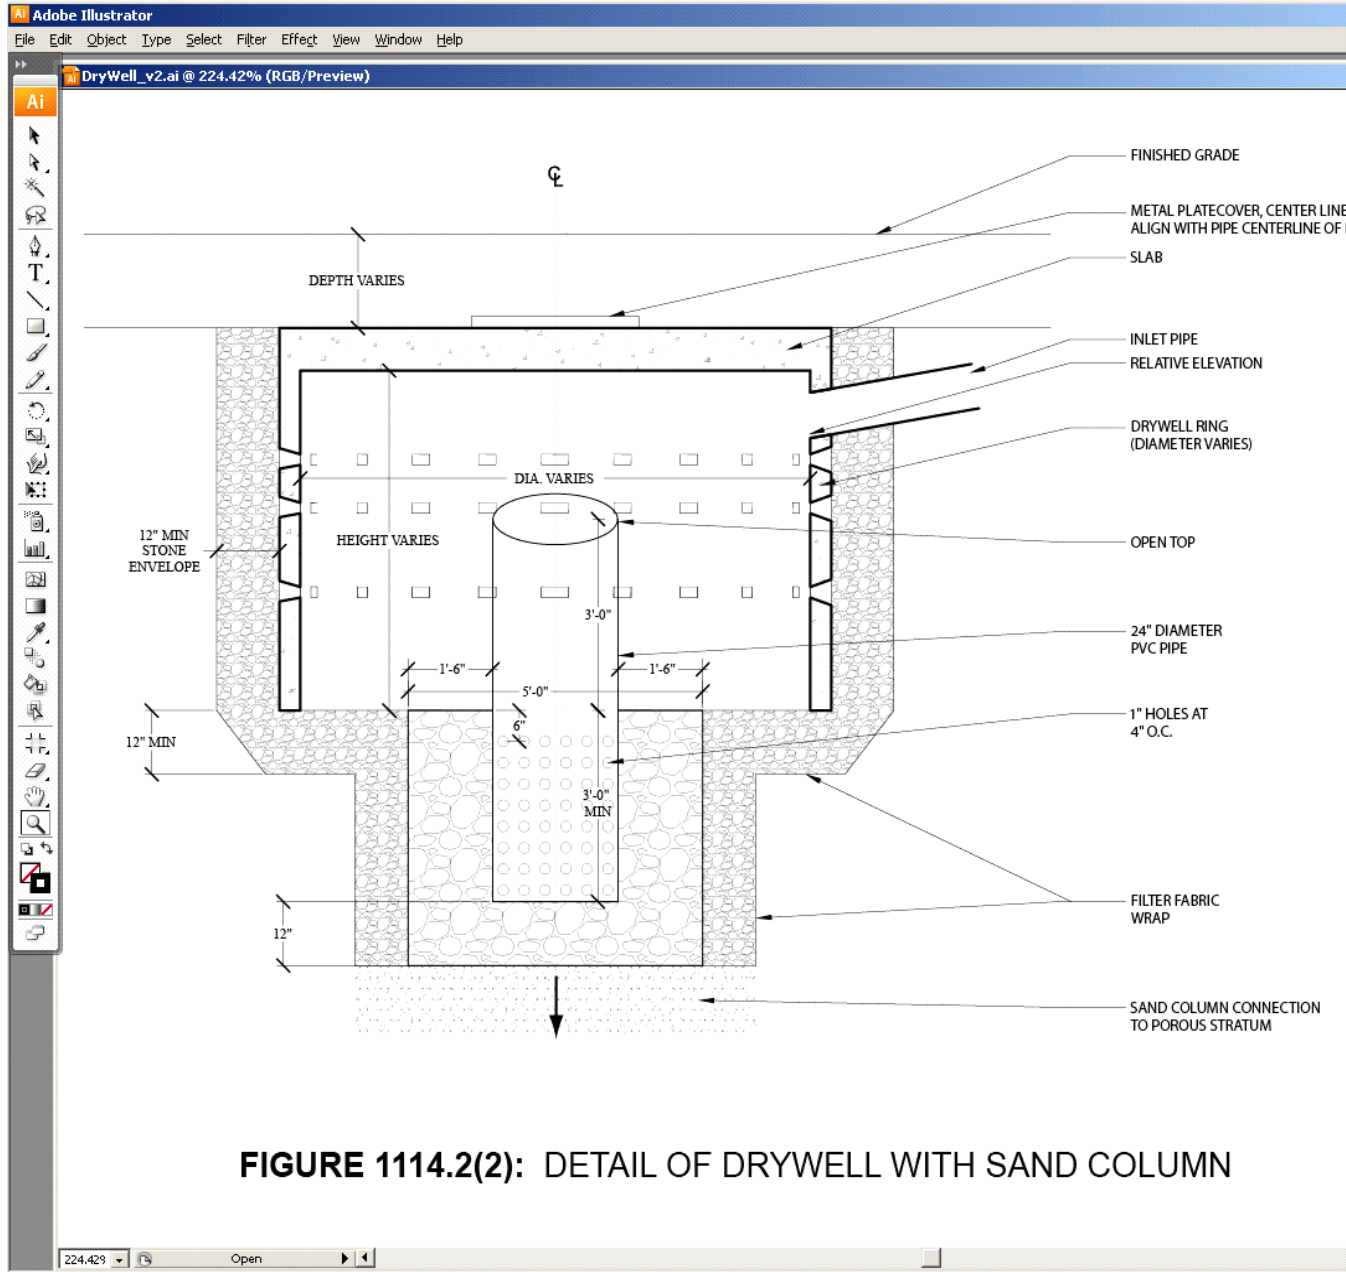 Adobe Illustrator
File Edit Object Type Select Filter Effect View Window Help
DryWell_v2.ai @ 224.42% (RGB/Preview)
Ai
℄
FINISHED GRADE
METAL PLATECOVER, CENTER LINE
ALIGN WITH PIPE CENTERLINE OF
SLAB
DEPTH VARIES
INLET PIPE
RELATIVE ELEVATION
DRYWELL RING
(DIAMETER VARIES)
DIA. VARIES
12" MIN
STONE
ENVELOPE
HEIGHT VARIES
OPEN TOP
3'-0"
24" DIAMETER
PVC PIPE
1'-6"
1'-6"
5'-0"
6"
1" HOLES AT
4" O.C.
12" MIN
3'-0"
MIN
FILTER FABRIC
WRAP
12"
SAND COLUMN CONNECTION
TO POROUS STRATUM
FIGURE 1114.2(2): DETAIL OF DRYWELL WITH SAND COLUMN
224.42% Open